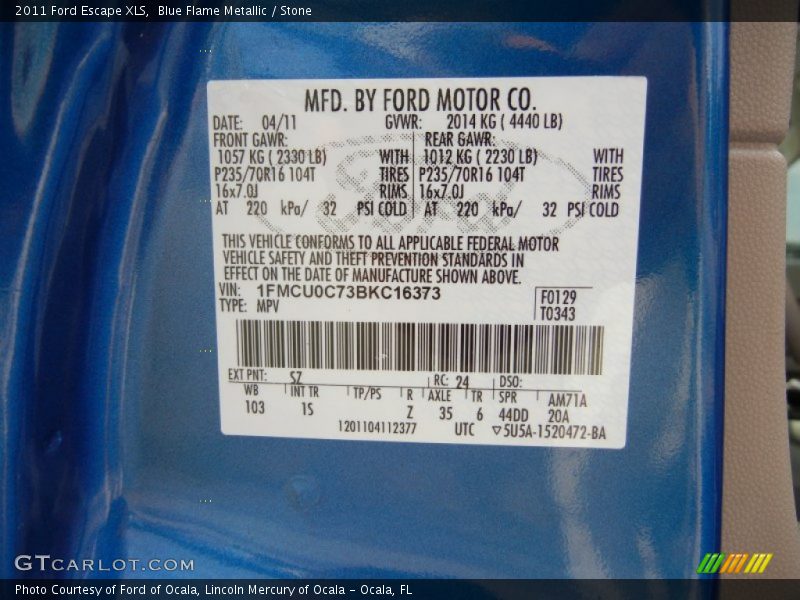 2011 Ford Escape XLS, Blue Flame Metallic / Stone
MFD. BY FORD MOTOR CO.
DATE: 04/11 GVWR: 2014 KG ( 4440 LB)
FRONT GAWR: REAR GAWR:
1057 KG ( 2330 LB) WITH 1012 KG ( 2230 LB) WITH
P235/70R16 104T TIRES P235/70R16 104T TIRES
16x7.0J RIMS 16x7.0J RIMS
AT 220 kPa/ 32 PSI COLD AT 220 kPa/ 32 PSI COLD
THIS VEHICLE CONFORMS TO ALL APPLICABLE FEDERAL MOTOR
VEHICLE SAFETY AND THEFT PREVENTION STANDARDS IN
EFFECT ON THE DATE OF MANUFACTURE SHOWN ABOVE.
VIN: 1FMCU0C73BKC16373 F0129
TYPE: MPV T0343
EXT PNT: SZ RC: 24 DSO:
WB INT TR TP/PS R AXLE TR SPR AM71A
103 1S Z 35 6 44DD 20A
1201104112377 UTC ▽5U5A-1520472-BA
GTCARLOT.COM
Photo Courtesy of Ford of Ocala, Lincoln Mercury of Ocala – Ocala, FL